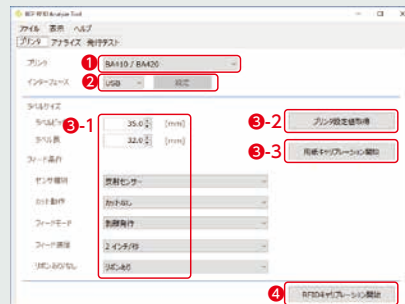 BCP-RFID Analyze Tool
ファイル 表示 ヘルプ
プリンタ アナライズ 発行テスト
プリンタ ❶ BA410 / BA420
インターフェース ❷ USB 設定
ラベルサイズ
ラベルピッチ ❸-1 35.0 [mm] ❸-2 プリンタ設定値取得
ラベル長 32.0 [mm] ❸-3 用紙キャリブレーション開始
フィード条件
センサ種別 反射センサー
カット動作 カットなし
フィードモード 剥離発行
フィード速度 2 インチ/秒
リボンあり/なし リボンあり
❹ RFIDキャリブレーション開始